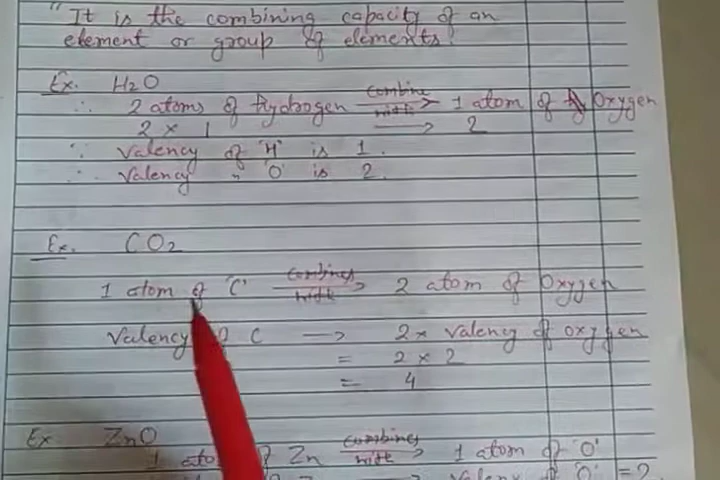 "It is the combining capacity of an
element or group of elements."
Ex. H2O
∴ 2 atoms of Hydrogen combine with → 1 atom of Oxygen
2 × 1 → 2
∵ Valency of 'H' is 1.
∴ Valency " 'O' is 2.
Ex. CO2
1 atom of 'C' combines with → 2 atom of Oxygen
Valency of C → 2 × Valency of oxygen
= 2 × 2
= 4
Ex ZnO
1 atom of Zn combines with → 1 atom of 'O'
Valency of 'O' = 2